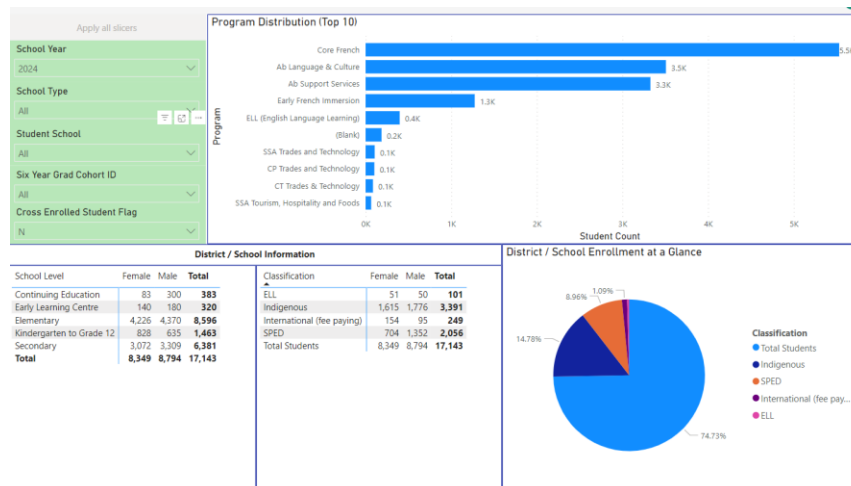 Apply all slicers
School Year
2024
School Type
All
Student School
All
Six Year Grad Cohort ID
All
Cross Enrolled Student Flag
N
Program Distribution (Top 10)
Program
Core French 5.5K
Ab Language & Culture 3.5K
Ab Support Services 3.3K
Early French Immersion 1.3K
ELL (English Language Learning) 0.4K
(Blank) 0.2K
SSA Trades and Technology 0.1K
CP Trades and Technology 0.1K
CT Trades & Technology 0.1K
SSA Tourism, Hospitality and Foods 0.1K
0K 1K 2K 3K 4K 5K
Student Count
District / School Information
School Level Female Male Total
Continuing Education 83 300 383
Early Learning Centre 140 180 320
Elementary 4,226 4,370 8,596
Kindergarten to Grade 12 828 635 1,463
Secondary 3,072 3,309 6,381
Total 8,349 8,794 17,143
Classification Female Male Total
ELL 51 50 101
Indigenous 1,615 1,776 3,391
International (fee paying) 154 95 249
SPED 704 1,352 2,056
Total Students 8,349 8,794 17,143
District / School Enrollment at a Glance
1.09%
8.96%
14.78%
74.73%
Classification
Total Students
Indigenous
SPED
International (fee pay...
ELL